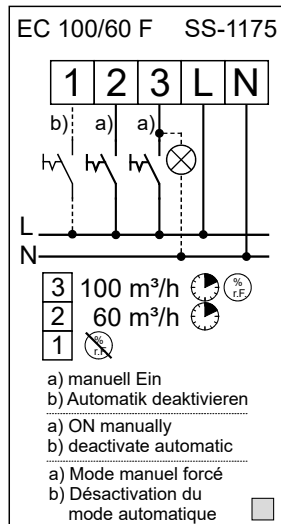 EC 100/60 F SS-1175
1 2 3 L N
b) a) a)
L
N
3 100 m³/h % r.F.
2 60 m³/h
1 % r.F.
a) manuell Ein
b) Automatik deaktivieren
a) ON manually
b) deactivate automatic
a) Mode manuel forcé
b) Désactivation du
mode automatique